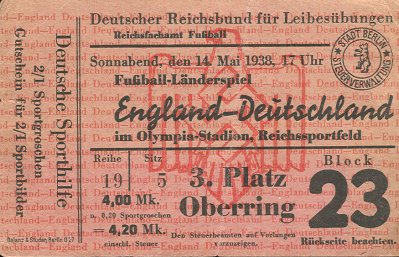 Deutscher Reichsbund für Leibesübungen
Reichsfachamt Fußball
Sonnabend, den 14. Mai 1938, 17 Uhr
Fußball-Länderspiel
England-Deutschland
im Olympia-Stadion, Reichssportfeld
STADT BERLIN
STEUERVERWALTUNG
Reihe
19
Sitz
5
4,00 Mk.
u. 0,20 Sportgroschen
= 4,20 Mk.
einschl. Steuer
3. Platz
Oberring
Den Steuerbeamten auf Verlangen
vorzuzeigen.
Block
23
Rückseite beachten.
Deutsche Sporthilfe
2/1 Sportgroschen
Gutschein für 2/1 Sportbilder